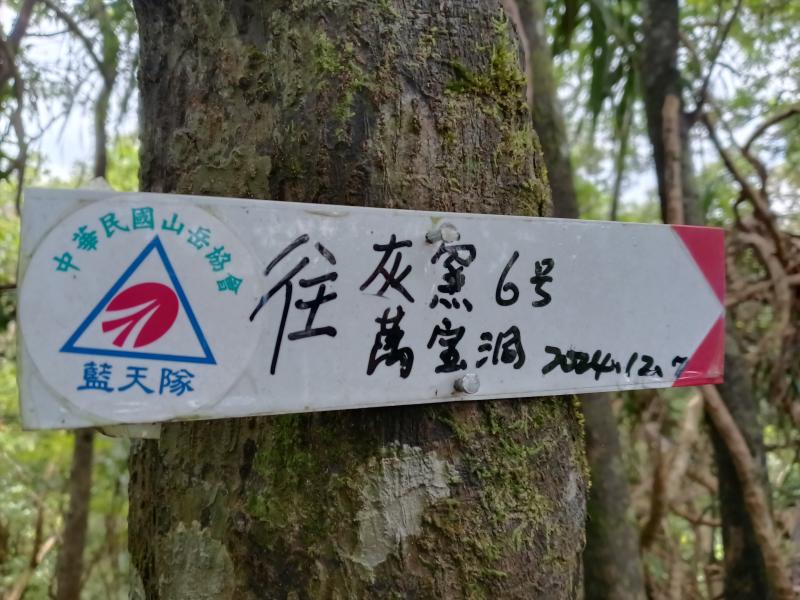 中華民國山岳協會
藍天隊
往 灰窯6号
萬宝洞 2024.12.7